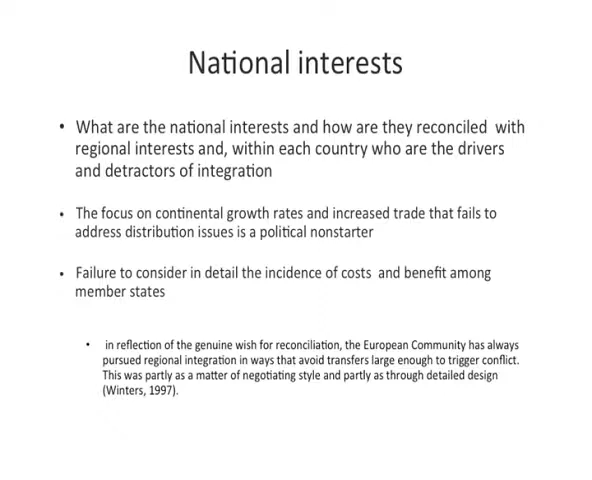 National interests
• What are the national interests and how are they reconciled with
regional interests and, within each country who are the drivers
and detractors of integration
• The focus on continental growth rates and increased trade that fails to
address distribution issues is a political nonstarter
• Failure to consider in detail the incidence of costs and benefit among
member states
• in reflection of the genuine wish for reconciliation, the European Community has always
pursued regional integration in ways that avoid transfers large enough to trigger conflict.
This was partly as a matter of negotiating style and partly as through detailed design
(Winters, 1997).